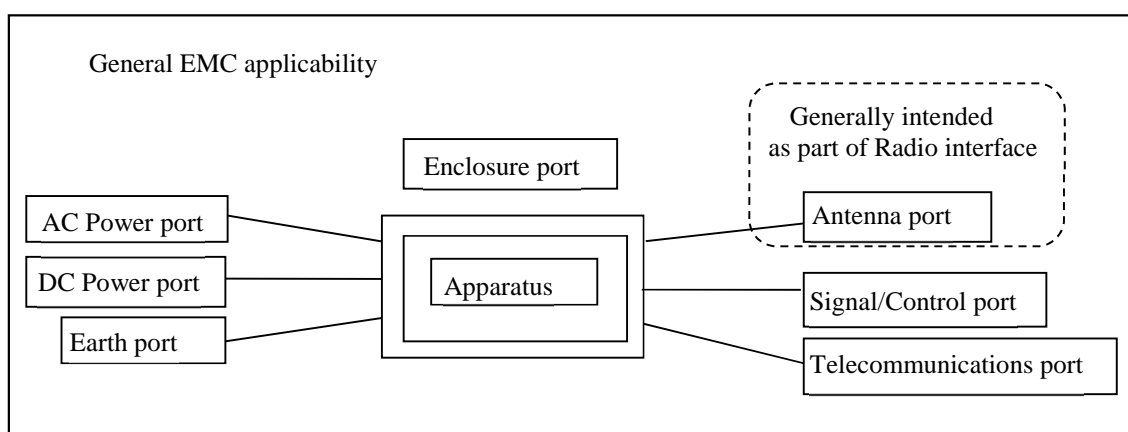 General EMC applicability
Generally intended
as part of Radio interface
Enclosure port
AC Power port
Antenna port
DC Power port
Apparatus
Signal/Control port
Earth port
Telecommunications port